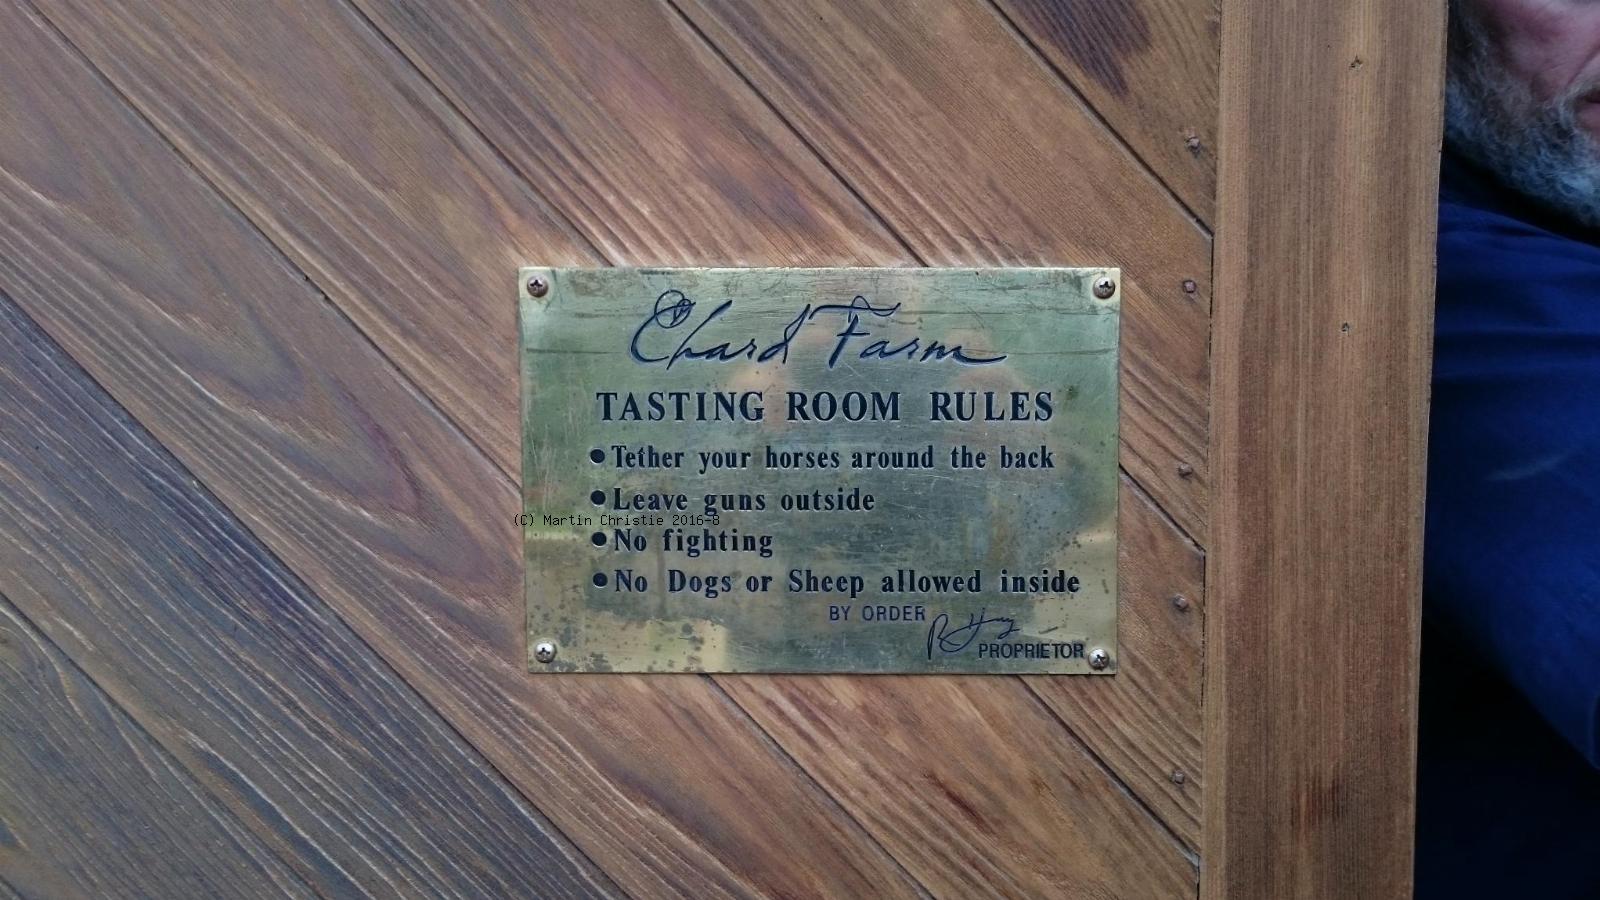 Chard Farm
TASTING ROOM RULES
•Tether your horses around the back
•Leave guns outside
(C) Martin Christie 2016-8
•No fighting
•No Dogs or Sheep allowed inside
BY ORDER
PROPRIETOR